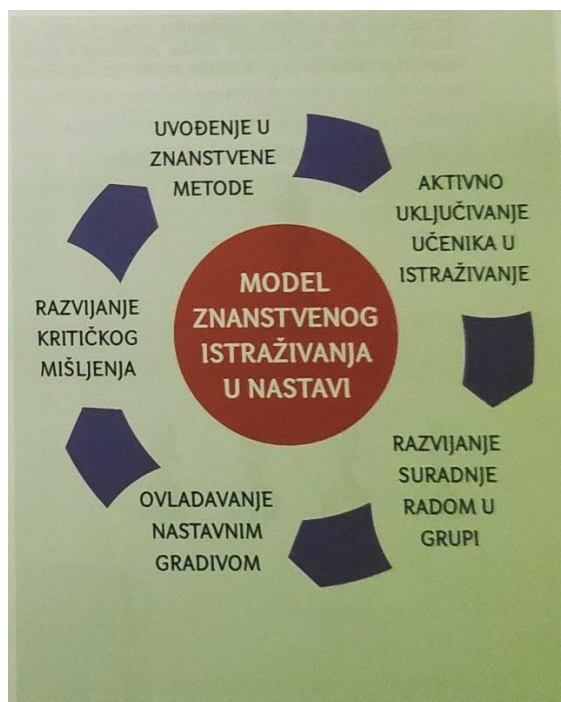 MODEL
ZNANSTVENOG
ISTRAŽIVANJA
U NASTAVI
UVOĐENJE U
ZNANSTVENE
METODE
AKTIVNO
UKLJUČIVANJE
UČENIKA U
ISTRAŽIVANJE
RAZVIJANJE
SURADNJE
RADOM U
GRUPI
OVLADAVANJE
NASTAVNIM
GRADIVOM
RAZVIJANJE
KRITIČKOG
MIŠLJENJA